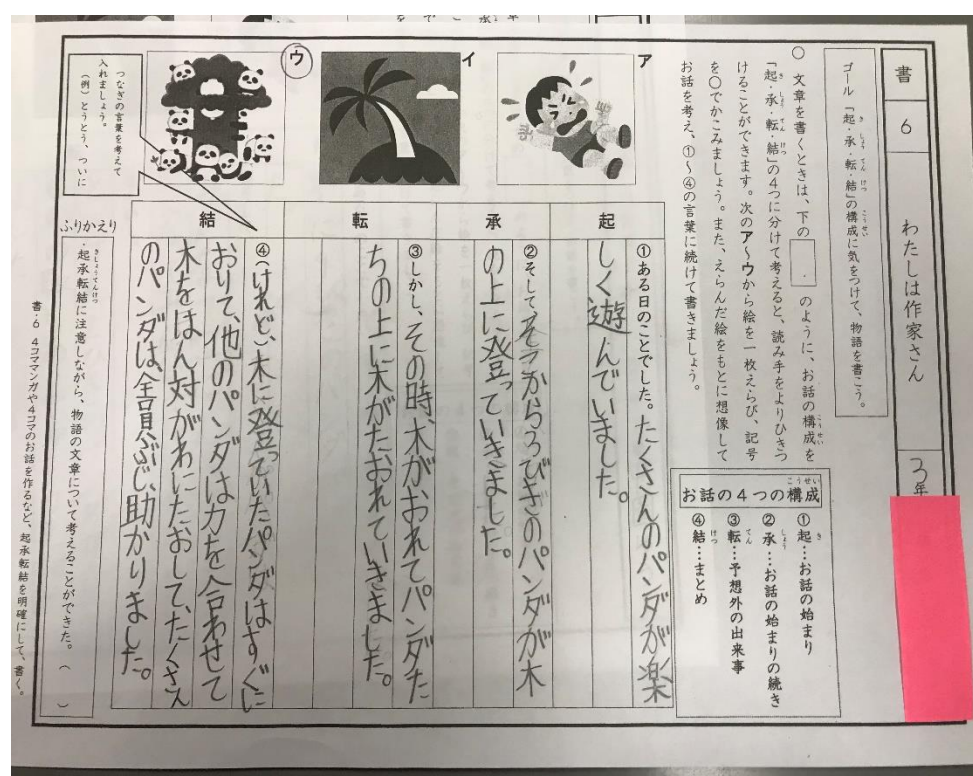 書
6
わたしは作家さん
3年
ゴール 「起・承・転・結」の構成に気をつけて、物語を書こう。
○ 文章を書くときは、下の のように、お話の構成を
「起・承・転・結」の4つに分けて考えると、読み手をよりひきつ
けることができます。次のア〜ウから絵を一枚えらび、記号
を○でかこみましょう。また、えらんだ絵をもとに想像して
お話を考え、①〜④の言葉に続けて書きましょう。
お話の4つの構成
①起…お話の始まり
②承…お話の始まりの続き
③転…予想外の出来事
④結…まとめ
ア
イ
ウ
つなぎの言葉を考えて
入れましょう。
(例)とうとう、ついに
起
①ある日のことでした。たくさんのパンダが楽
しく遊んでいました。
承
②そして、そこからろっぴきのパンダが木
の上に登っていきました。
転
③しかし、その時、木がおれてパンダた
ちの上に木がたおれていきました。
結
④(けれど)、木に登っていたパンダはすぐに
おりて、他のパンダは力を合わせて
木をはん対がわにたおして、たくさん
のパンダは、全員ぶじ、助かりました。
ふりかえり
・起承転結に注意しながら、物語の文章について考えることができた。( )
書-6 4コママンガや4コマのお話を作るなど、起承転結を明確にして、書く。